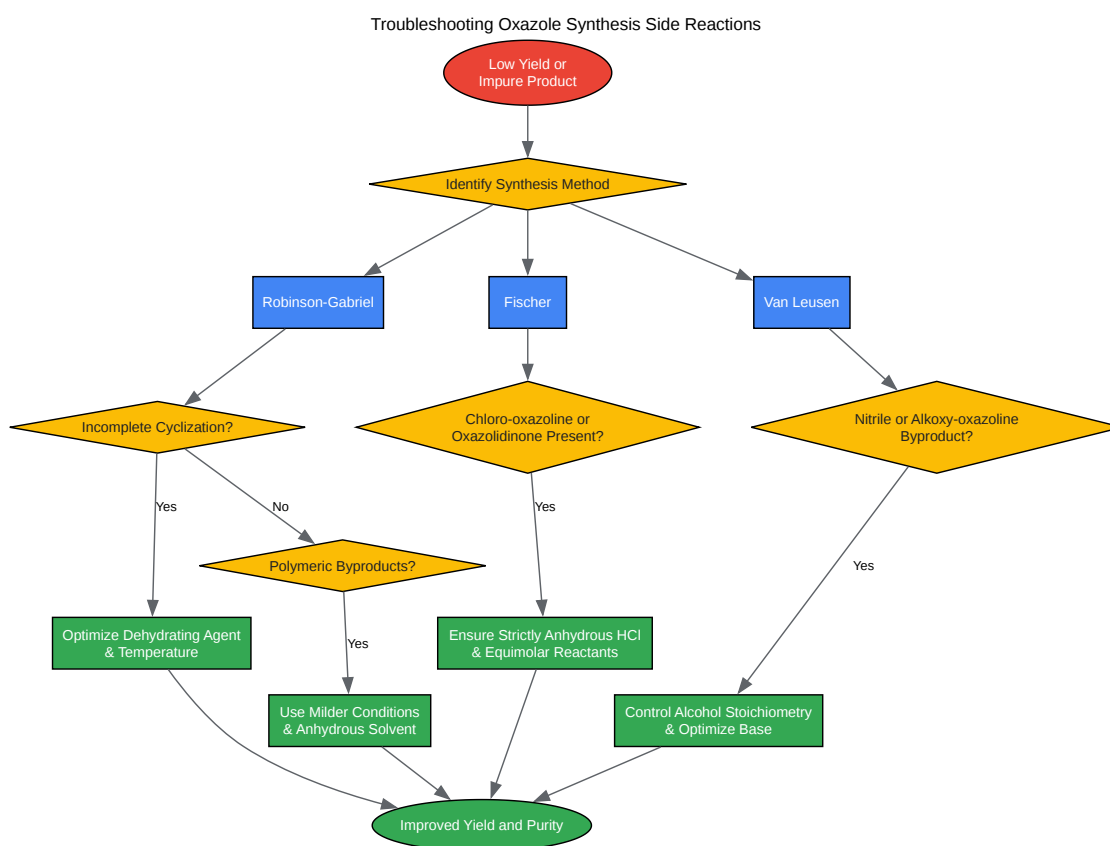 Troubleshooting Oxazole Synthesis Side Reactions
Low Yield or
Impure Product
Identify Synthesis Method
Robinson-Gabriel
Fischer
Van Leusen
Incomplete Cyclization?
Chloro-oxazoline or
Oxazolidinone Present?
Nitrile or Alkoxy-oxazoline
Byproduct?
Yes
No
Yes
Polymeric Byproducts?
Yes
Optimize Dehydrating Agent
& Temperature
Yes
Ensure Strictly Anhydrous HCl
& Equimolar Reactants
Use Milder Conditions
& Anhydrous Solvent
Control Alcohol Stoichiometry
& Optimize Base
Improved Yield and Purity